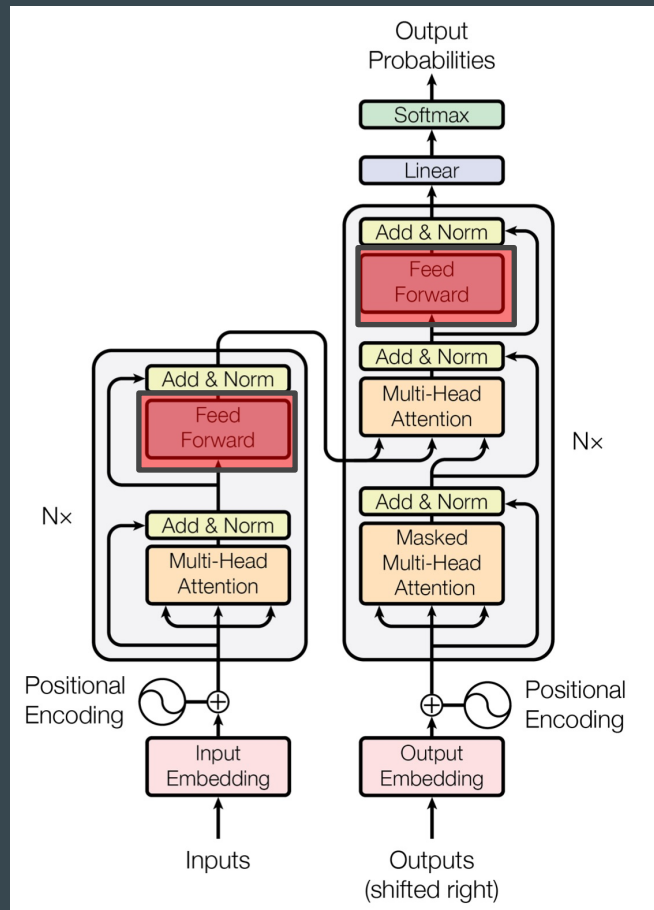 Output
Probabilities
Softmax
Linear
Add & Norm
Feed
Forward
Add & Norm
Multi-Head
Attention
Add & Norm
Masked
Multi-Head
Attention
Nx
Add & Norm
Feed
Forward
Add & Norm
Multi-Head
Attention
Nx
Positional
Encoding
Positional
Encoding
Input
Embedding
Output
Embedding
Inputs
Outputs
(shifted right)